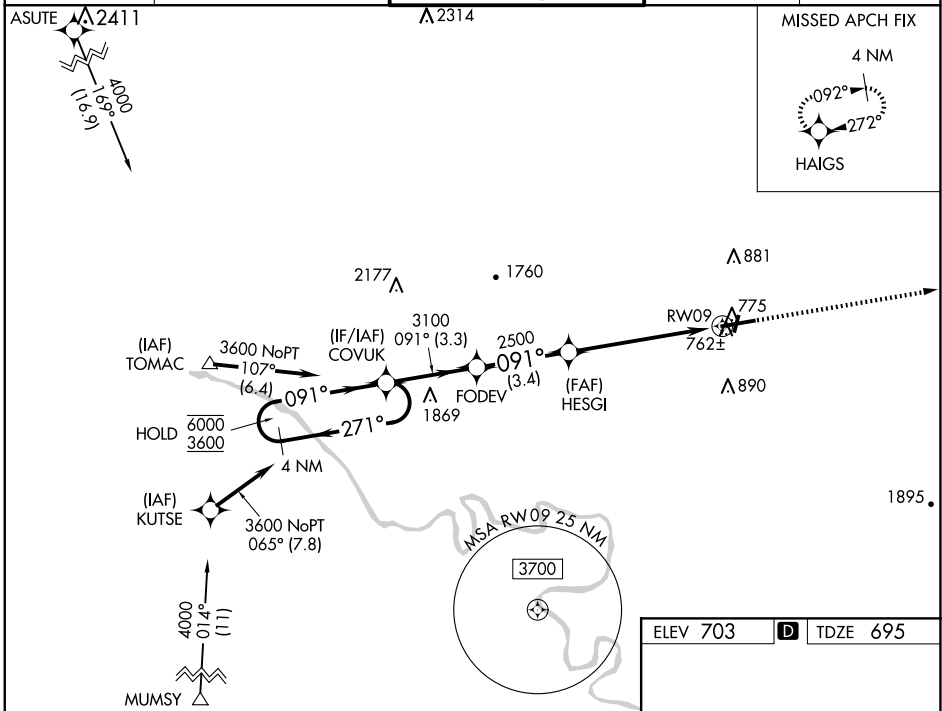 ASUTE
2411
2314
MISSED APCH FIX
4 NM
092°
272°
HAIGS
4000
169°
(16.9)
881
2177
1760
775
RW09
762±
3100
091° (3.3)
(IF/IAF)
COVUK
2500
091°
(3.4)
(IAF)
TOMAC
3600 NoPT
107°
(6.4)
091°
FODEV
(FAF)
HESGI
890
1869
HOLD
6000
3600
271°
4 NM
(IAF)
KUTSE
3600 NoPT
065° (7.8)
1895
MSA RW09 25 NM
3700
4000
014°
(11)
MUMSY
ELEV 703
D
TDZE 695